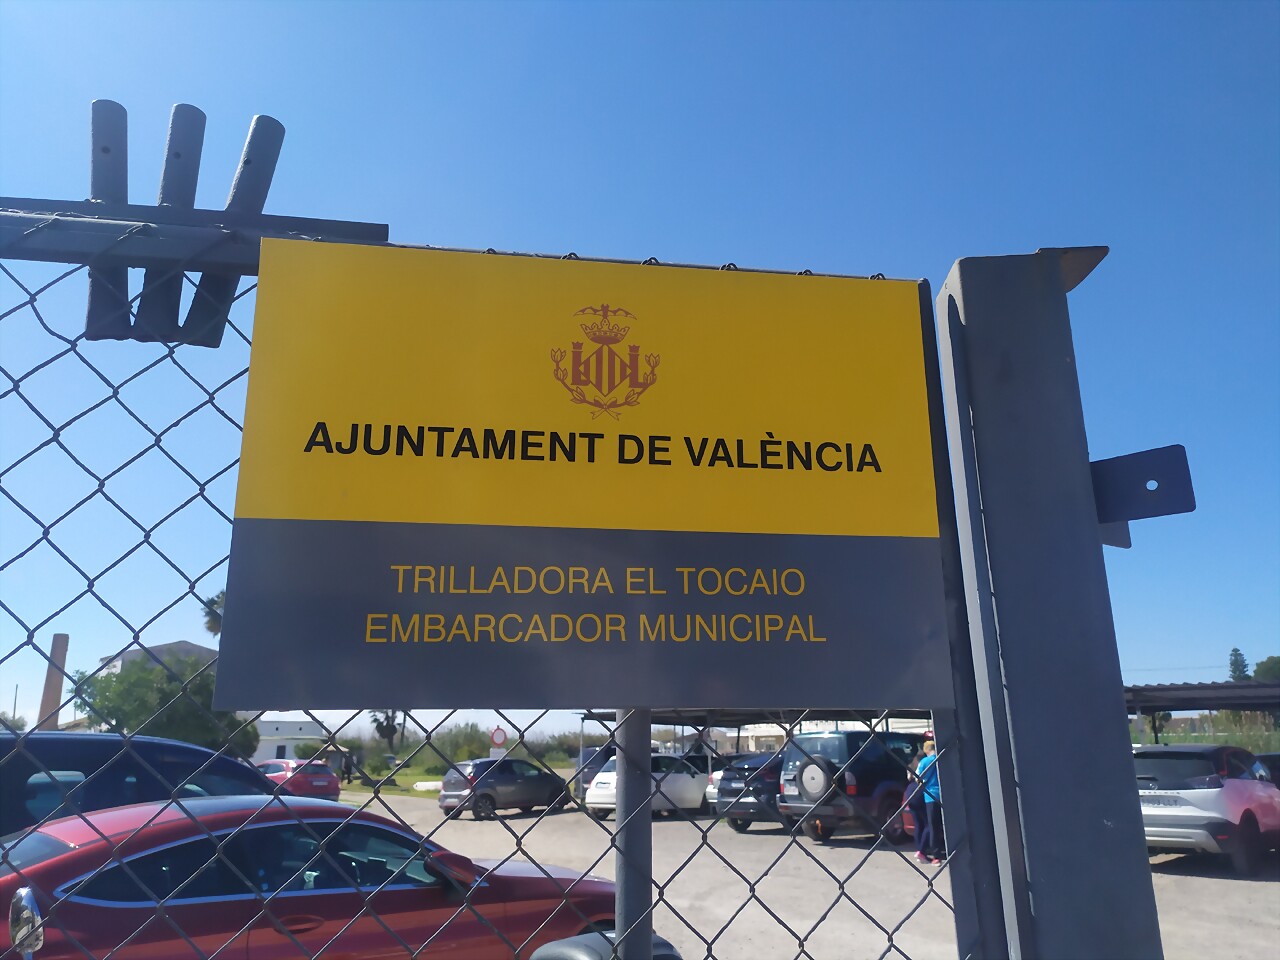 AJUNTAMENT DE VALÈNCIA
TRILLADORA EL TOCAIO
EMBARCADOR MUNICIPAL